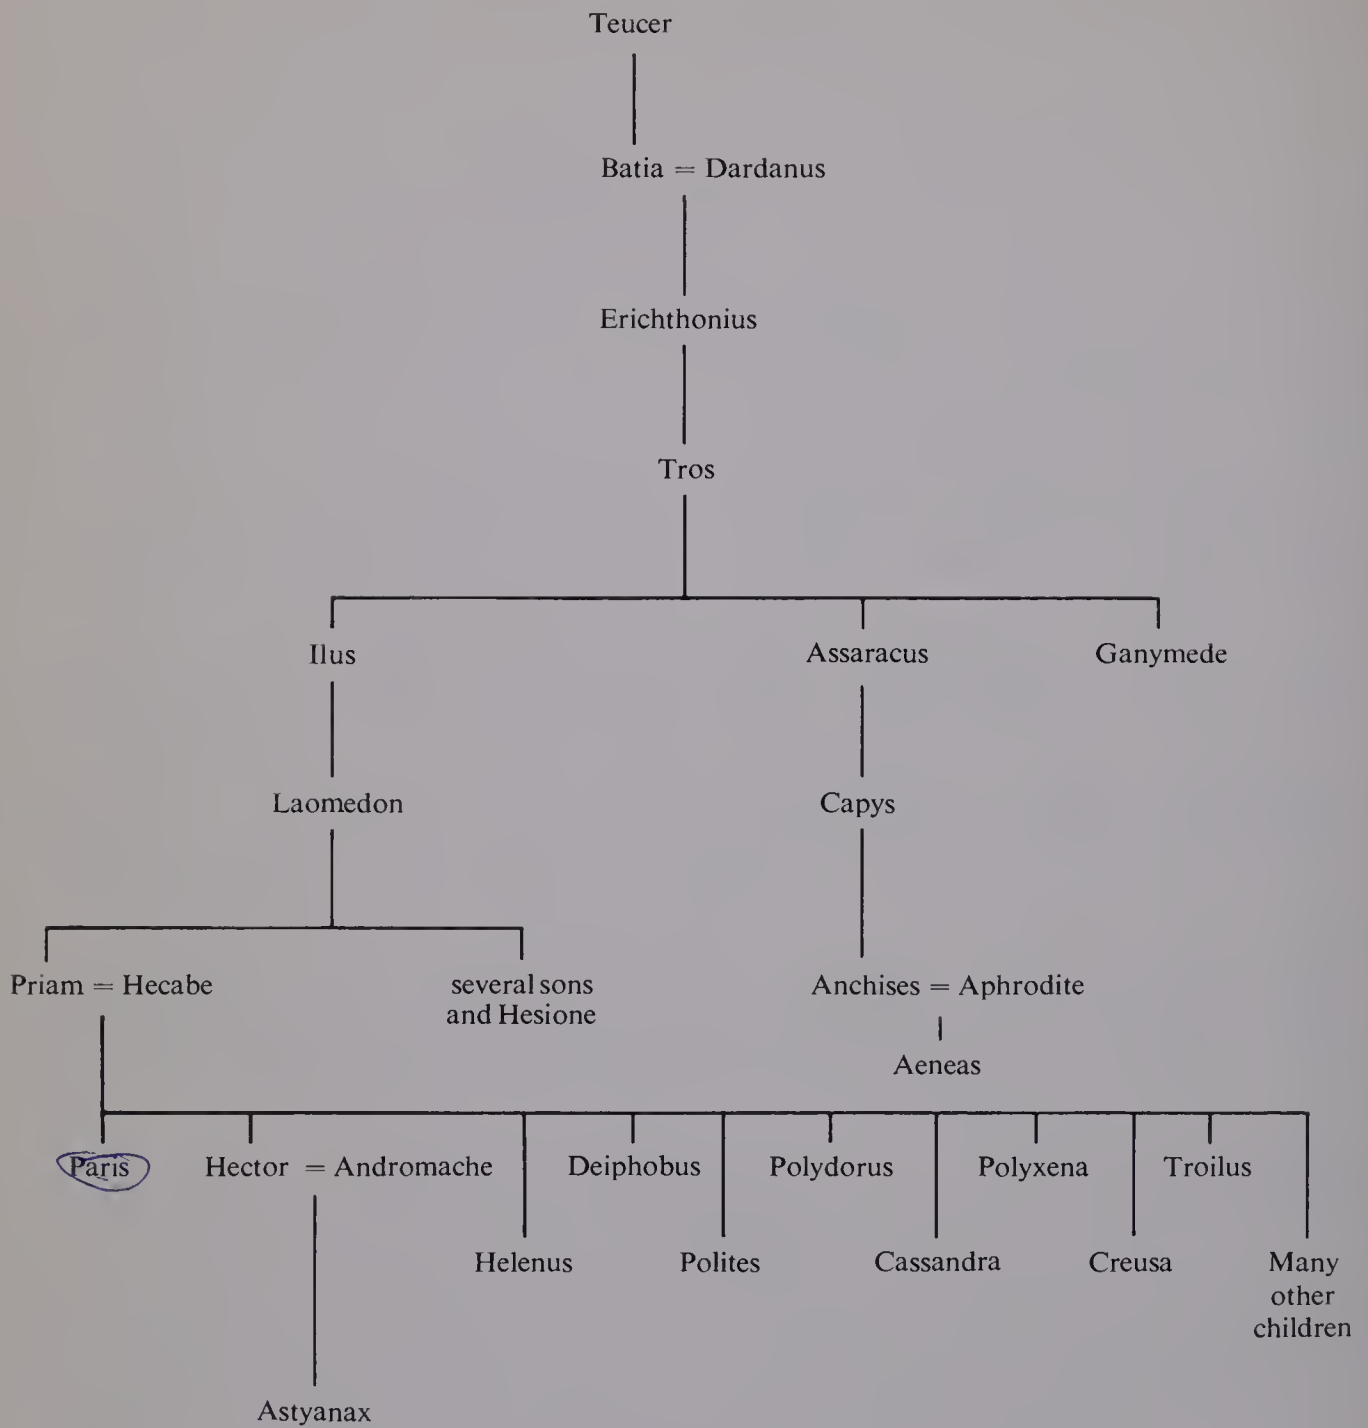 Teucer
Batia = Dardanus
Erichthonius
Tros
Ilus Assaracus Ganymede
Laomedon Capys
Priam = Hecabe several sons and Hesione Anchises = Aphrodite
Aeneas
Paris Hector = Andromache Deiphobus Polydorus Polyxena Troilus
Helenus Polites Cassandra Creusa Many
other
children
Astyanax